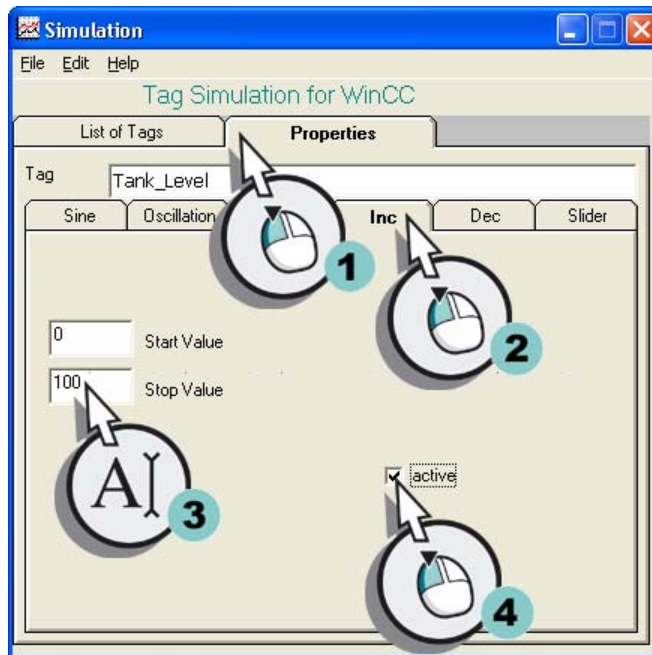 Simulation
File Edit Help
Tag Simulation for WinCC
List of Tags Properties
Tag Tank_Level
Sine Oscillation Inc Dec Slider
1
2
0 Start Value
100 Stop Value
A
3
active
4